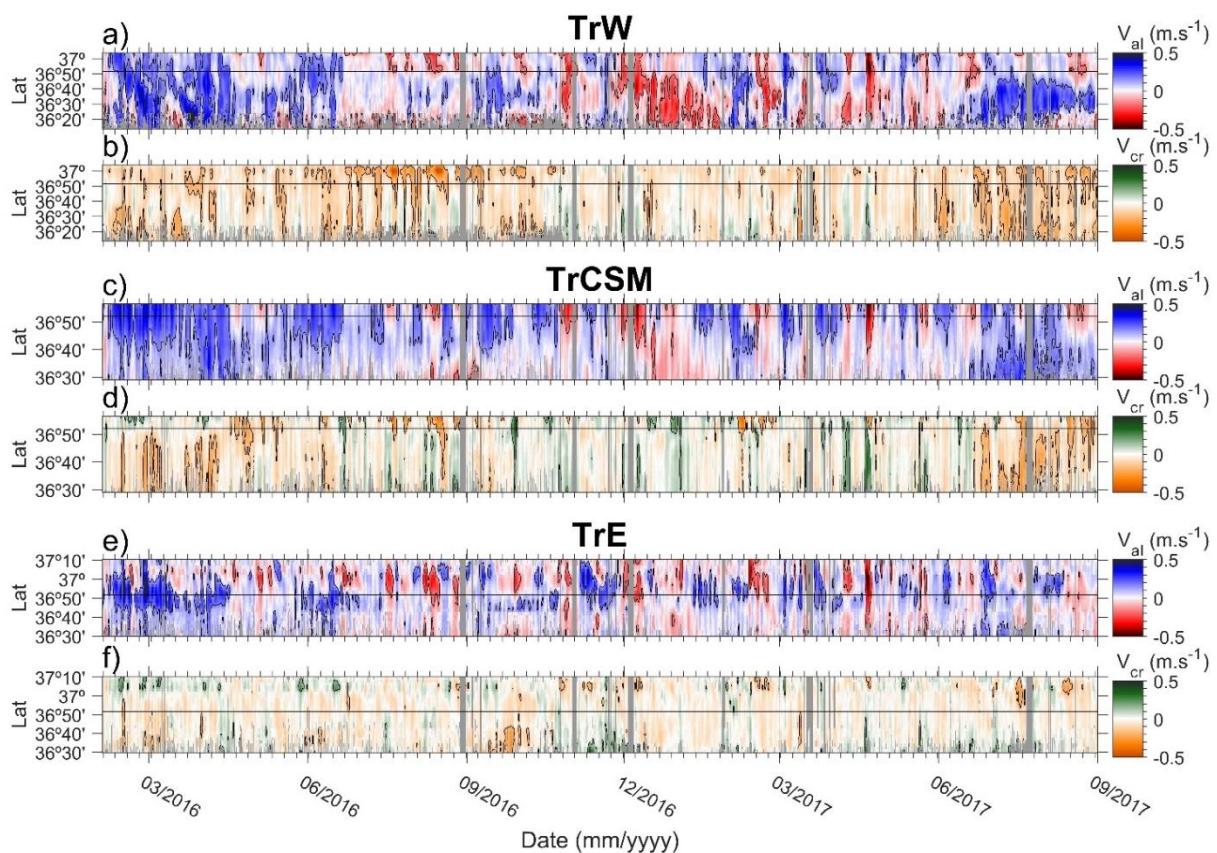 TrW
a)
V_al (m.s⁻¹)
37º
36º50'
36º40'
36º30'
36º20'
Lat
0.5
0
-0.5
b)
V_cr (m.s⁻¹)
37º
36º50'
36º40'
36º30'
36º20'
Lat
0.5
0
-0.5
TrCSM
c)
V_al (m.s⁻¹)
36º50'
36º40'
36º30'
Lat
0.5
0
-0.5
d)
V_cr (m.s⁻¹)
36º50'
36º40'
36º30'
Lat
0.5
0
-0.5
TrE
e)
V_al (m.s⁻¹)
37º10'
37º
36º50'
36º40'
36º30'
Lat
0.5
0
-0.5
f)
V_cr (m.s⁻¹)
37º10'
37º
36º50'
36º40'
36º30'
Lat
0.5
0
-0.5
03/2016
06/2016
09/2016
12/2016
03/2017
06/2017
09/2017
Date (mm/yyyy)